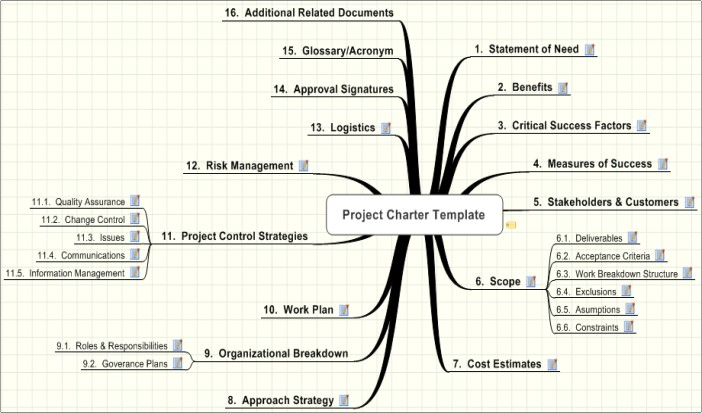 16. Additional Related Documents
15. Glossary/Acronym
14. Approval Signatures
13. Logistics
12. Risk Management
11. Project Control Strategies
11.1. Quality Assurance
11.2. Change Control
11.3. Issues
11.4. Communications
11.5. Information Management
10. Work Plan
9. Organizational Breakdown
9.1. Roles & Responsibilities
9.2. Goverance Plans
8. Approach Strategy
Project Charter Template
1. Statement of Need
2. Benefits
3. Critical Success Factors
4. Measures of Success
5. Stakeholders & Customers
6. Scope
6.1. Deliverables
6.2. Acceptance Criteria
6.3. Work Breakdown Structure
6.4. Exclusions
6.5. Asumptions
6.6. Constraints
7. Cost Estimates